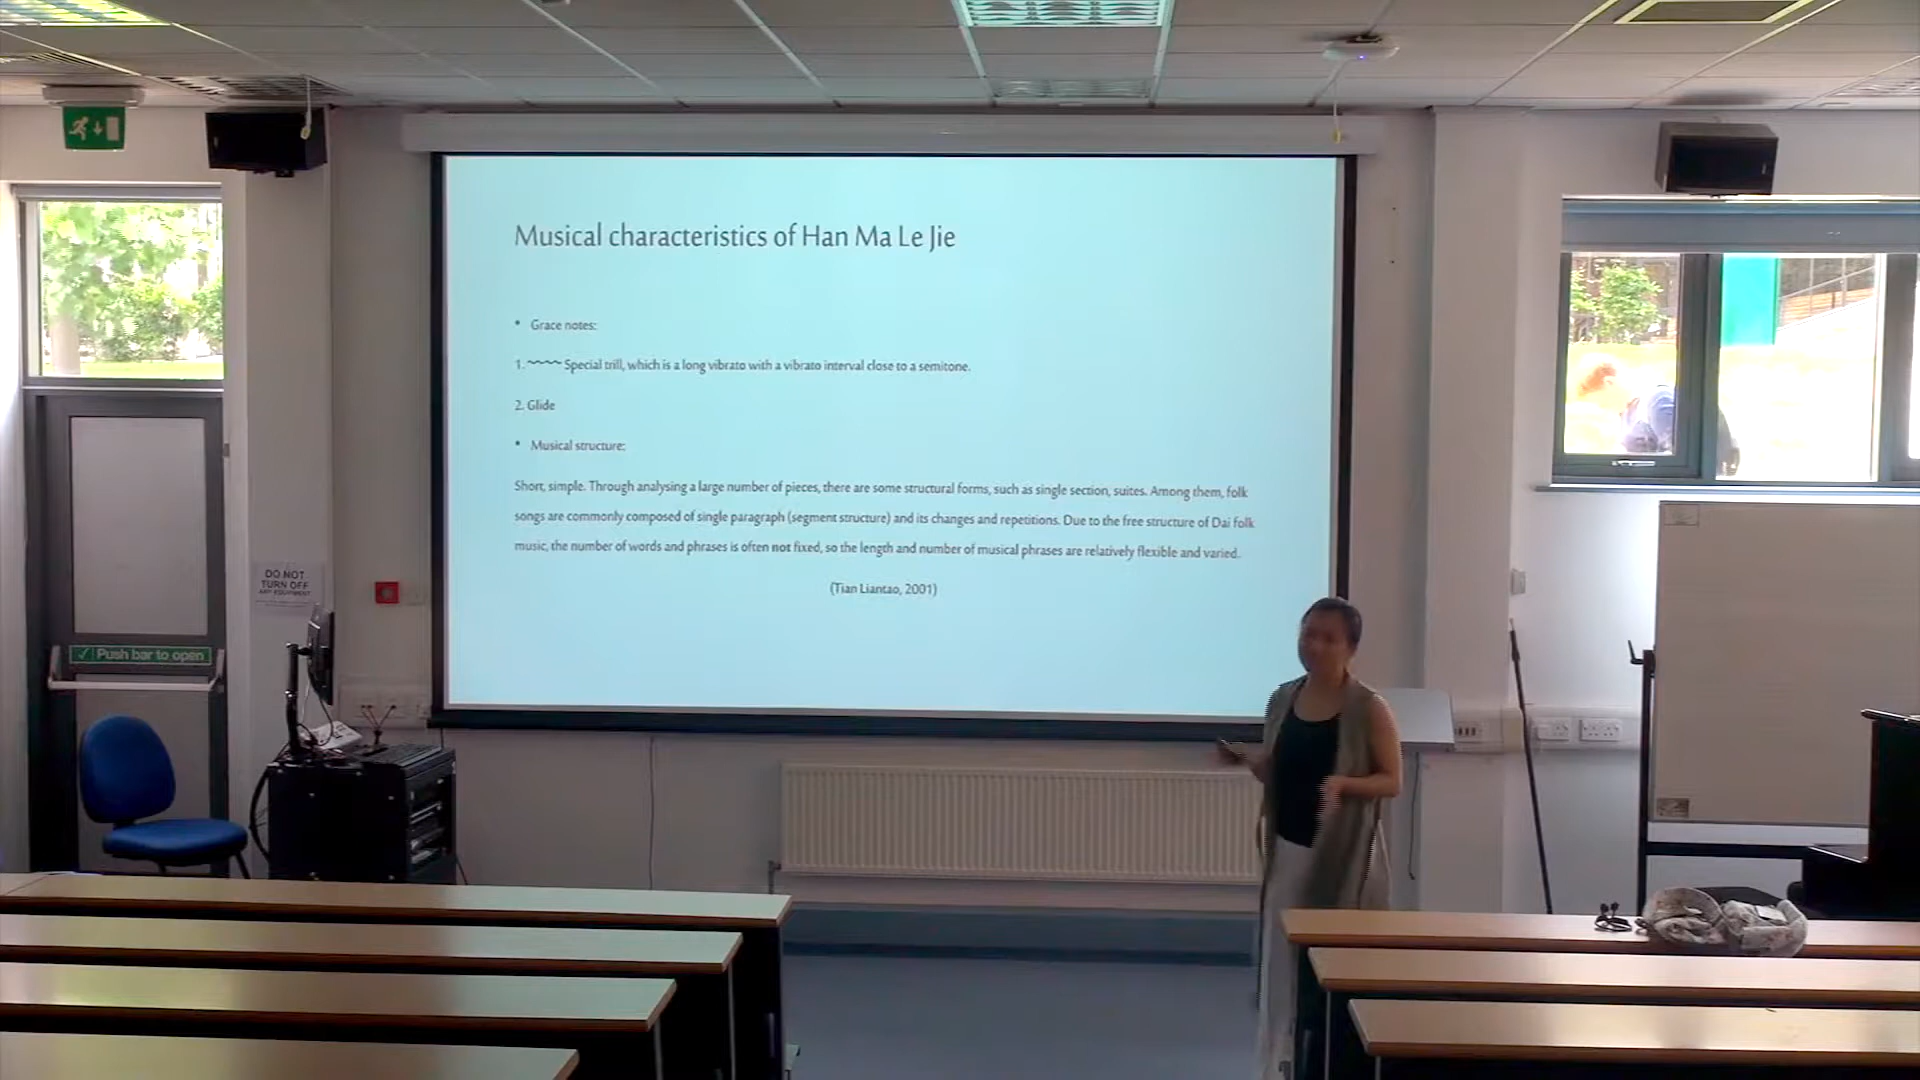 Musical characteristics of Han Ma Le Jie
• Grace notes:
1. ~~~~ Special trill, which is a long vibrato with a vibrato interval close to a semitone.
2. Glide
• Musical structure:
Short, simple. Through analysing a large number of pieces, there are some structural forms, such as single section, suites. Among them, folk
songs are commonly composed of single paragraph (segment structure) and its changes and repetitions. Due to the free structure of Dai folk
music, the number of words and phrases is often not fixed, so the length and number of musical phrases are relatively flexible and varied.
(Tian Liantao, 2001)
DO NOT
TURN OFF
ANY EQUIPMENT
Push bar to open